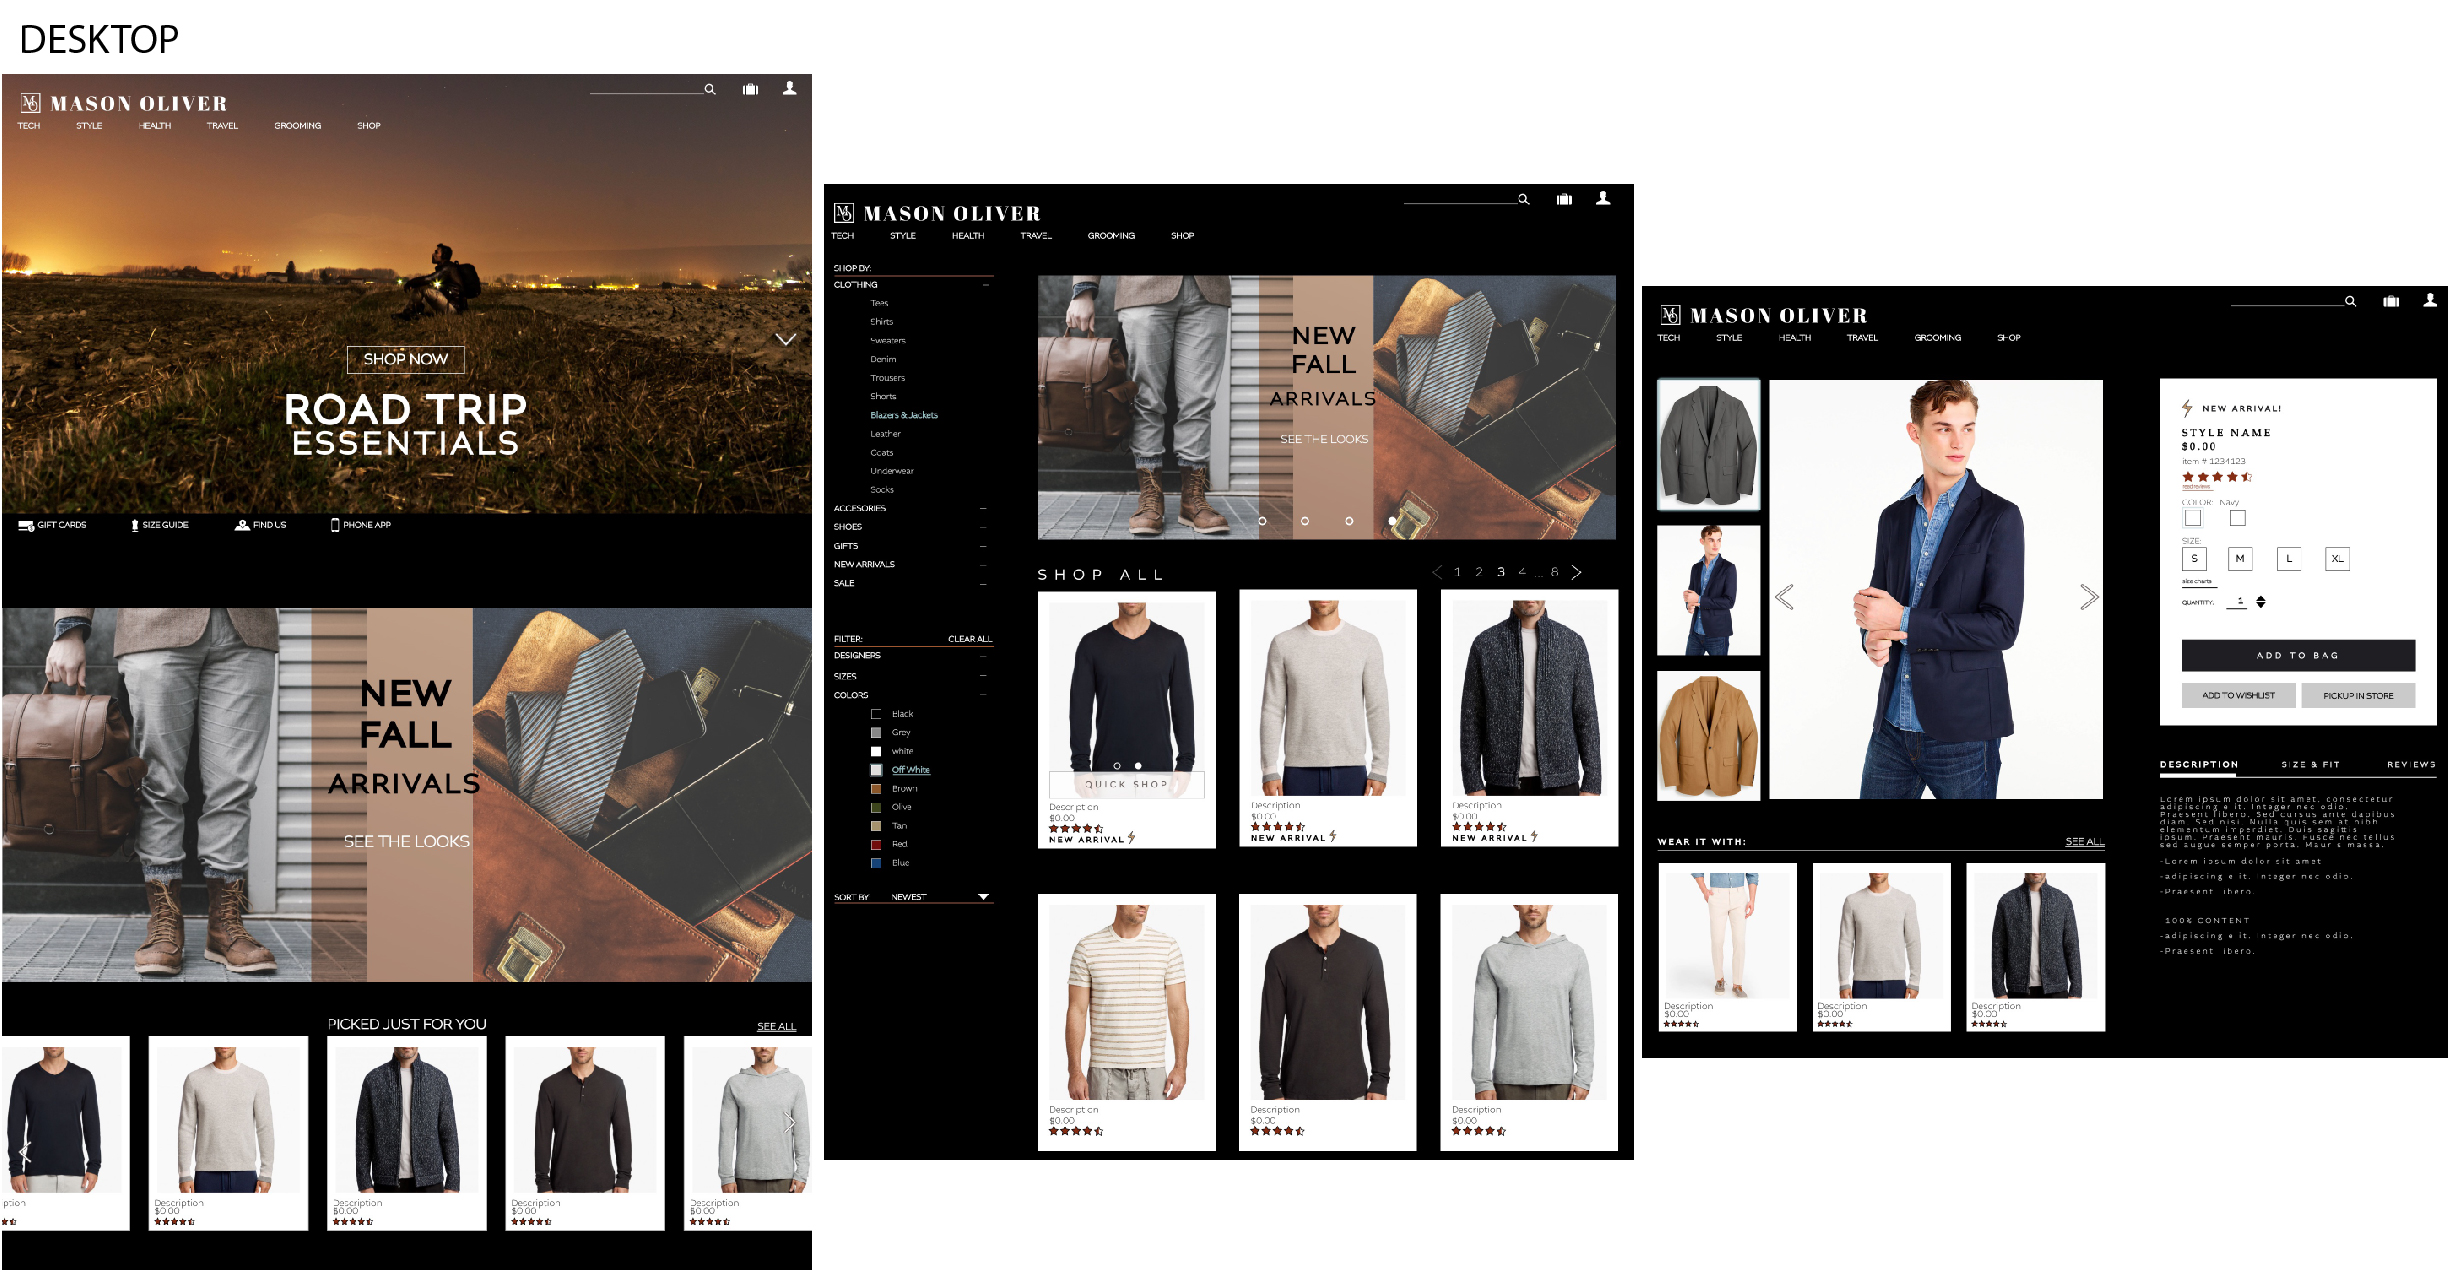 DESKTOP
MO MASON OLIVER
TECH STYLE HEALTH TRAVEL GROOMING SHOP
SHOP NOW
ROAD TRIP
ESSENTIALS
GIFT CARDS SIZE GUIDE FIND US PHONE APP
NEW
FALL
ARRIVALS
SEE THE LOOKS
PICKED JUST FOR YOU SEE ALL
ption Description Description Description Description
$0.00 $0.00 $0.00 $0.00
MO MASON OLIVER
TECH STYLE HEALTH TRAVEL GROOMING SHOP
SHOP BY:
CLOTHING
Tees
Shirts
Sweaters
Denim
Trousers
Shorts
Blazers & Jackets
Leather
Coats
Underwear
Socks
ACCESORIES
SHOES
GIFTS
NEW ARRIVALS
SALE
FILTER: CLEAR ALL
DESIGNERS
SIZES
COLORS
Black
Grey
white
Off White
Brown
Olive
Tan
Red
Blue
SORT BY NEWEST
NEW
FALL
ARRIVALS
SEE THE LOOKS
SHOP ALL 1 2 3 4 ... 8
QUICK SHOP
Description Description Description
$0.00 $0.00 $0.00
NEW ARRIVAL NEW ARRIVAL NEW ARRIVAL
Description Description Description
$0.00 $0.00 $0.00
MO MASON OLIVER
TECH STYLE HEALTH TRAVEL GROOMING SHOP
NEW ARRIVAL!
STYLE NAME
$0.00
item # 1234123
read reviews
COLOR: Navy
SIZE:
S M L XL
size charts
QUANTITY:
ADD TO BAG
ADD TO WISHLIST PICKUP IN STORE
DESCRIPTION SIZE & FIT REVIEWS
Lorem ipsum dolor sit amet, consectetur
adipiscing elit. Integer nec odio.
Praesent libero. Sed cursus ante dapibus
diam. Sed nisi. Nulla quis sem at nibh
elementum imperdiet. Duis sagittis
ipsum. Praesent mauris. Fusce nec tellus
sed augue semper porta. Mauris massa.
-Lorem ipsum dolor sit amet
-adipiscing elit. Integer nec odio.
-Praesent libero.
100% CONTENT
-adipiscing elit. Integer nec odio.
-Praesent libero.
WEAR IT WITH: SEE ALL
Description Description Description
$0.00 $0.00 $0.00